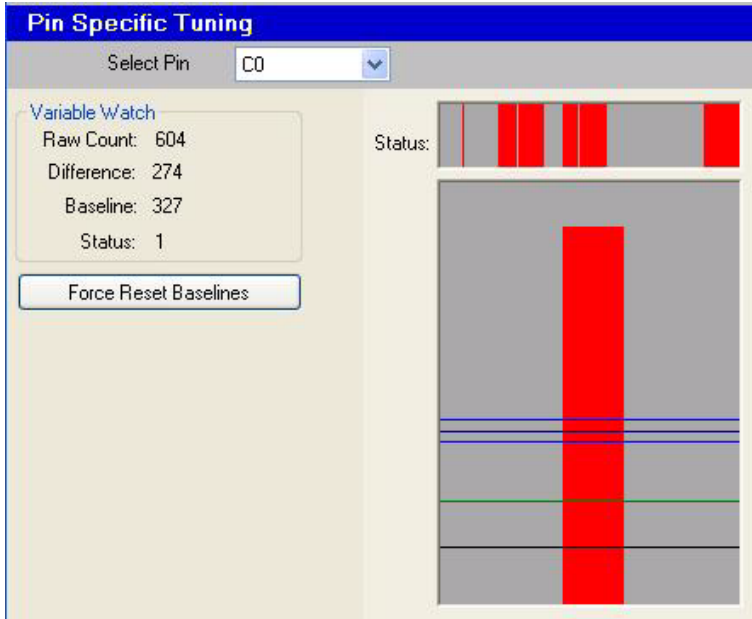 Pin Specific Tuning
Select Pin C0
Variable Watch
Raw Count: 604
Status:
Difference: 274
Baseline: 327
Status: 1
Force Reset Baselines